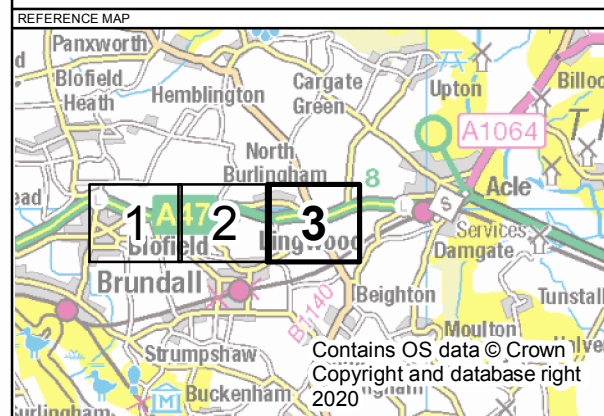 REFERENCE MAP
Panxworth
d
Blofield
Heath
Hemblington
Cargate
Green
Upton
Billoc
A1064
T
North
Burlingham
8
Acle
ead
L
1
A47
2
3
L
S
Blofield
Lingwood
Services
Damgate
Brundall
B1140
Beighton
Tunstall
Strumpshaw
Moulton
Contains OS data © Crown
Copyright and database right
2020
Buckenham
urlingham